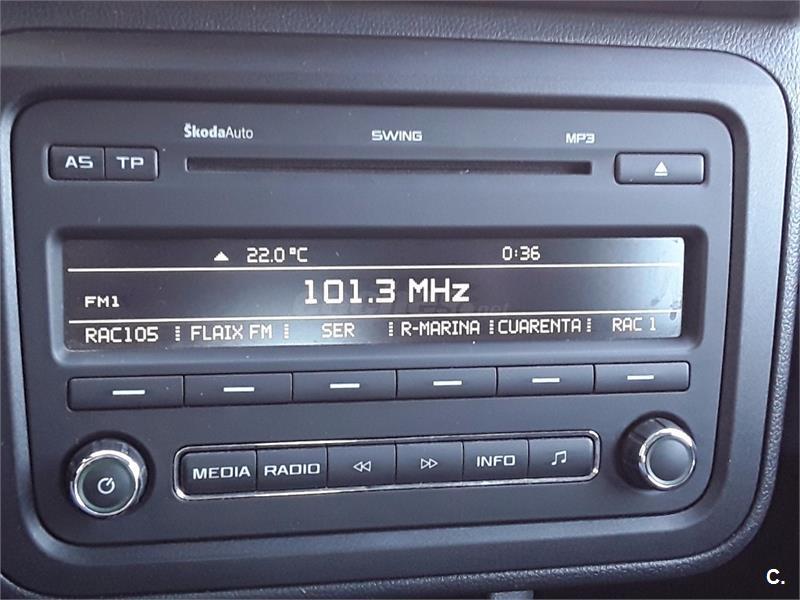 ŠkodaAuto SWING MP3
AS TP
22.0 °C 0:36
FM1 101.3 MHz
RAC105 FLAIX FM SER R-MARINA CUARENTA RAC 1
MEDIA RADIO INFO
C.